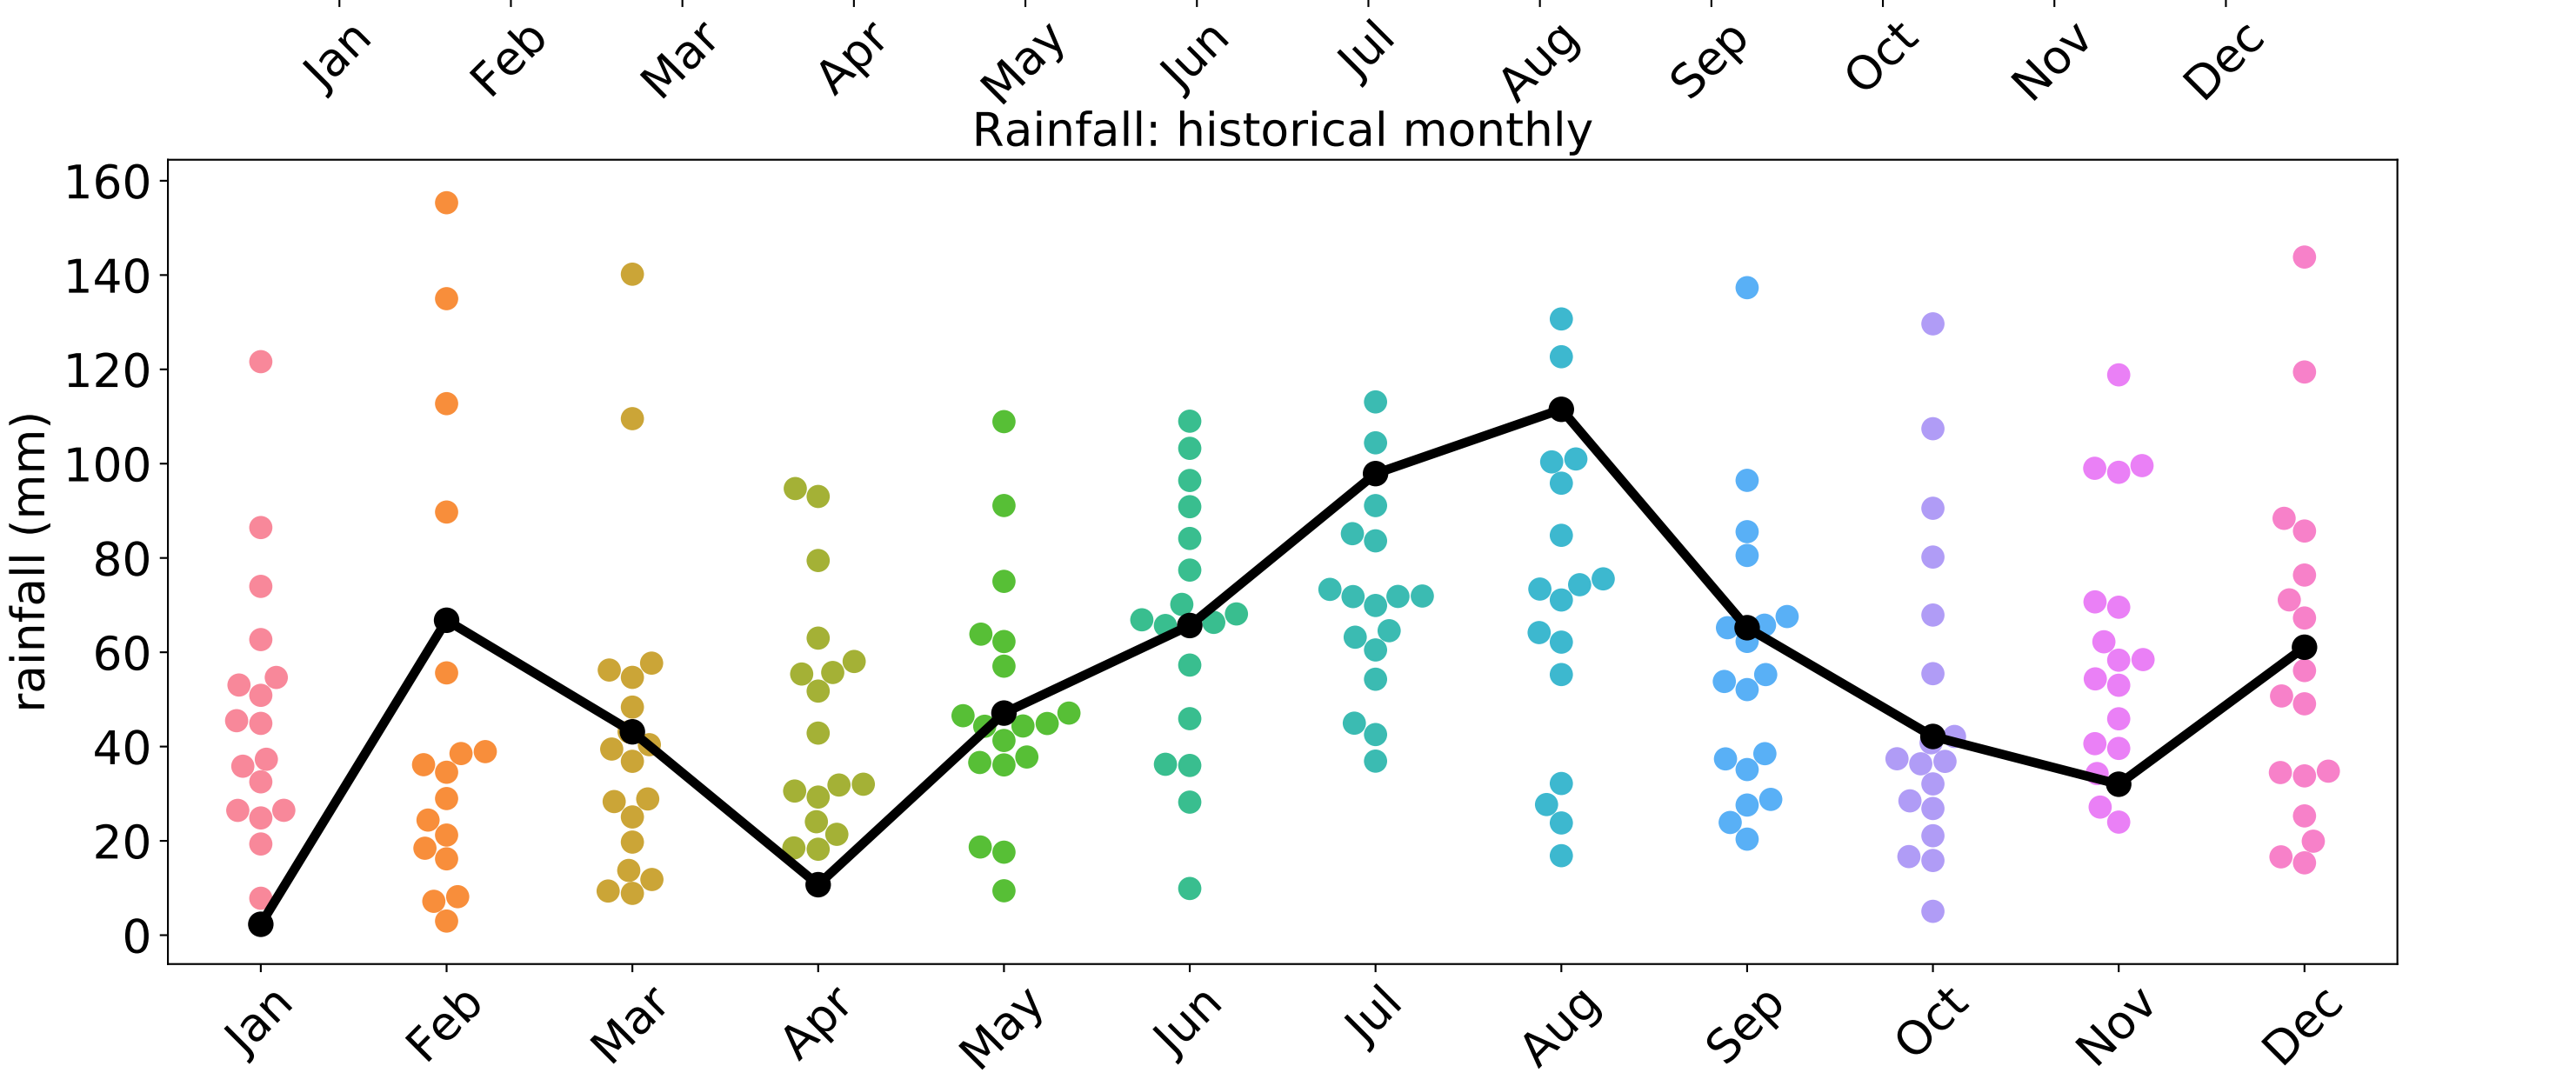 Jan Feb Mar Apr May Jun Jul Aug Sep Oct Nov Dec
Rainfall: historical monthly
160
140
120
100
80
60
40
20
0
rainfall (mm)
Jan Feb Mar Apr May Jun Jul Aug Sep Oct Nov Dec